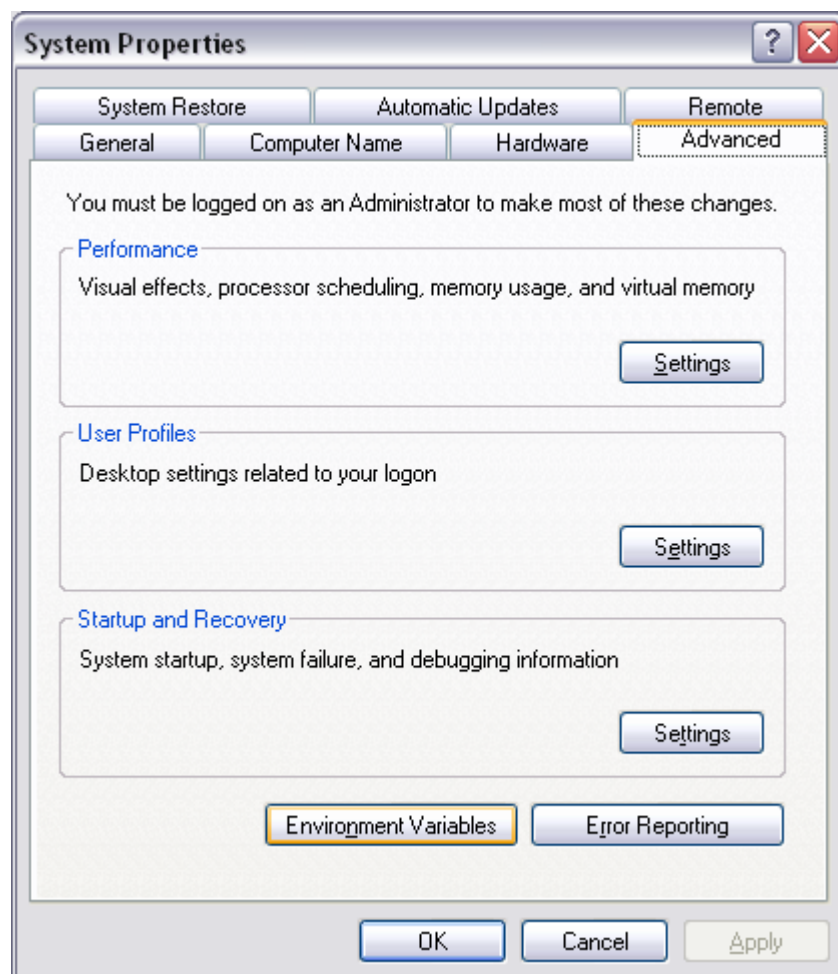 System Properties
System Restore Automatic Updates Remote
General Computer Name Hardware Advanced
You must be logged on as an Administrator to make most of these changes.
Performance
Visual effects, processor scheduling, memory usage, and virtual memory
Settings
User Profiles
Desktop settings related to your logon
Settings
Startup and Recovery
System startup, system failure, and debugging information
Settings
Environment Variables Error Reporting
OK Cancel Apply